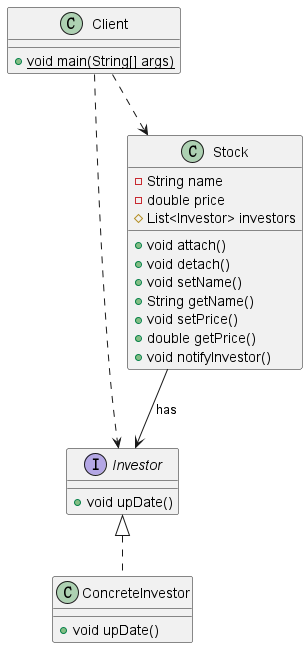 C Client
void main(String[] args)
C Stock
String name
double price
List<Investor> investors
void attach()
void detach()
void setName()
String getName()
void setPrice()
double getPrice()
void notifyInvestor()
has
I Investor
void upDate()
C ConcreteInvestor
void upDate()